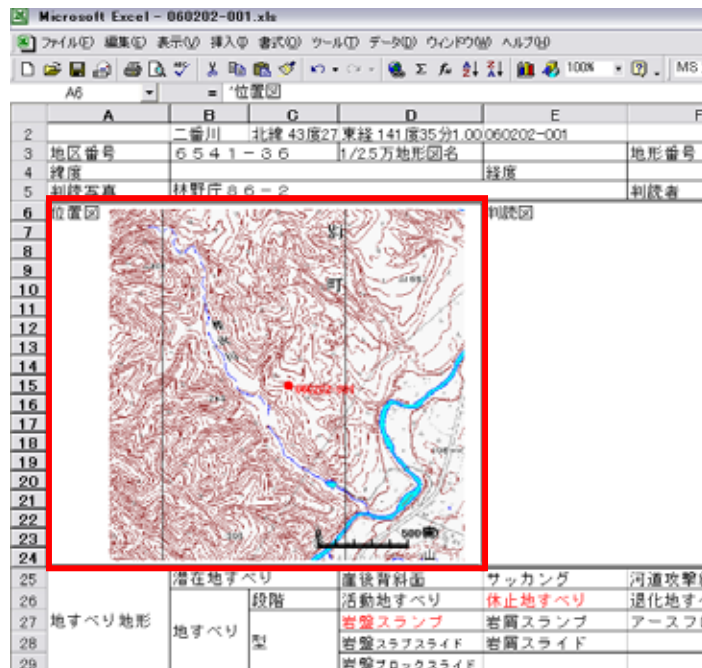 Microsoft Excel - 060202-001.xls
ファイル(F) 編集(E) 表示(V) 挿入(I) 書式(O) ツール(T) データ(D) ウィンドウ(W) ヘルプ(H)
100% MS
A6 = '位置図
A B C D E F
2 二番川 北緯 43度27 東経 141度35分1.00 060202-001
3 地区番号 6541-36 1/2.5万地形図名 地形番号
4 緯度 経度
5 判読写真 林野庁86-2 判読者
6 位置図 判読図
7
8
9
10
11
12
13
14
15
16
17
18
19
20
21
22
23
24
町
060202-001
500
山
25 潜在地すべり 崖後背斜面 サッカング 河道攻撃
26 段階 活動地すべり 休止地すべり 退化地す
27 地すべり地形 地すべり 岩盤スランプ 岩屑スランプ アースフ
28 型 岩盤スラブスライド 岩屑スライド
29 岩盤ブロックスライド